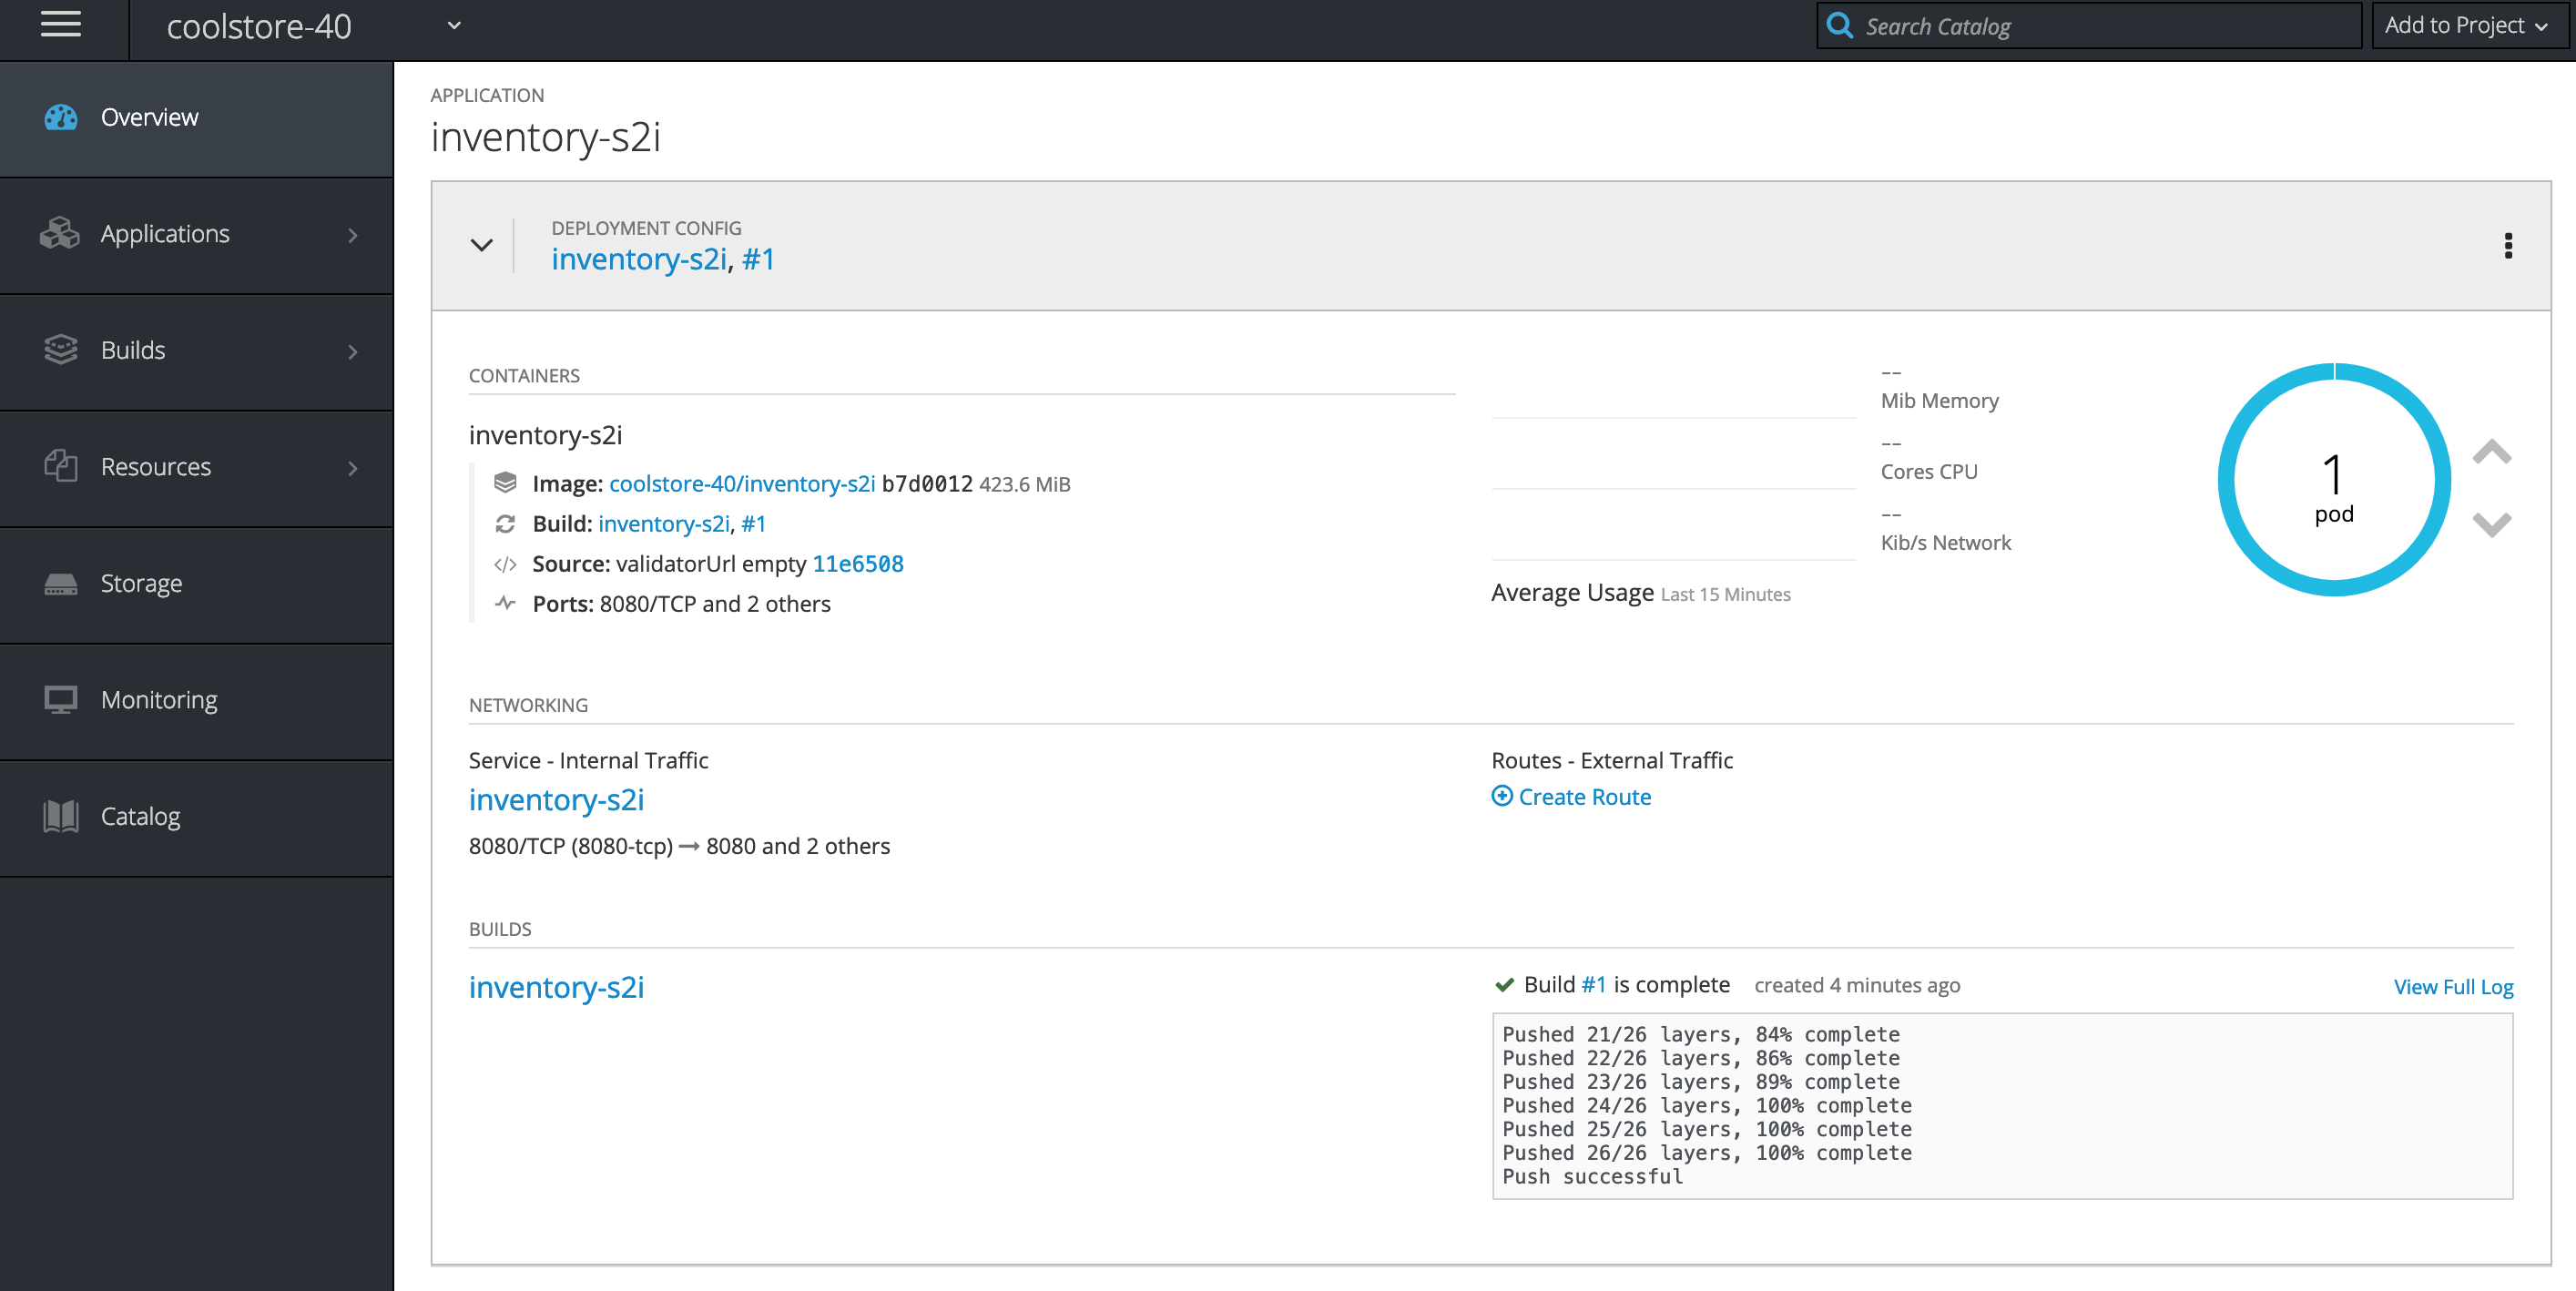 coolstore-40
Search Catalog
Add to Project
Overview
Applications
Builds
Resources
Storage
Monitoring
Catalog
APPLICATION
inventory-s2i
DEPLOYMENT CONFIG
inventory-s2i, #1
CONTAINERS
inventory-s2i
Image: coolstore-40/inventory-s2i b7d0012 423.6 MiB
Build: inventory-s2i, #1
Source: validatorUrl empty 11e6508
Ports: 8080/TCP and 2 others
--
Mib Memory
--
Cores CPU
--
Kib/s Network
Average Usage Last 15 Minutes
1
pod
NETWORKING
Service - Internal Traffic
inventory-s2i
8080/TCP (8080-tcp) → 8080 and 2 others
Routes - External Traffic
Create Route
BUILDS
inventory-s2i
Build #1 is complete created 4 minutes ago
View Full Log
Pushed 21/26 layers, 84% complete
Pushed 22/26 layers, 86% complete
Pushed 23/26 layers, 89% complete
Pushed 24/26 layers, 100% complete
Pushed 25/26 layers, 100% complete
Pushed 26/26 layers, 100% complete
Push successful